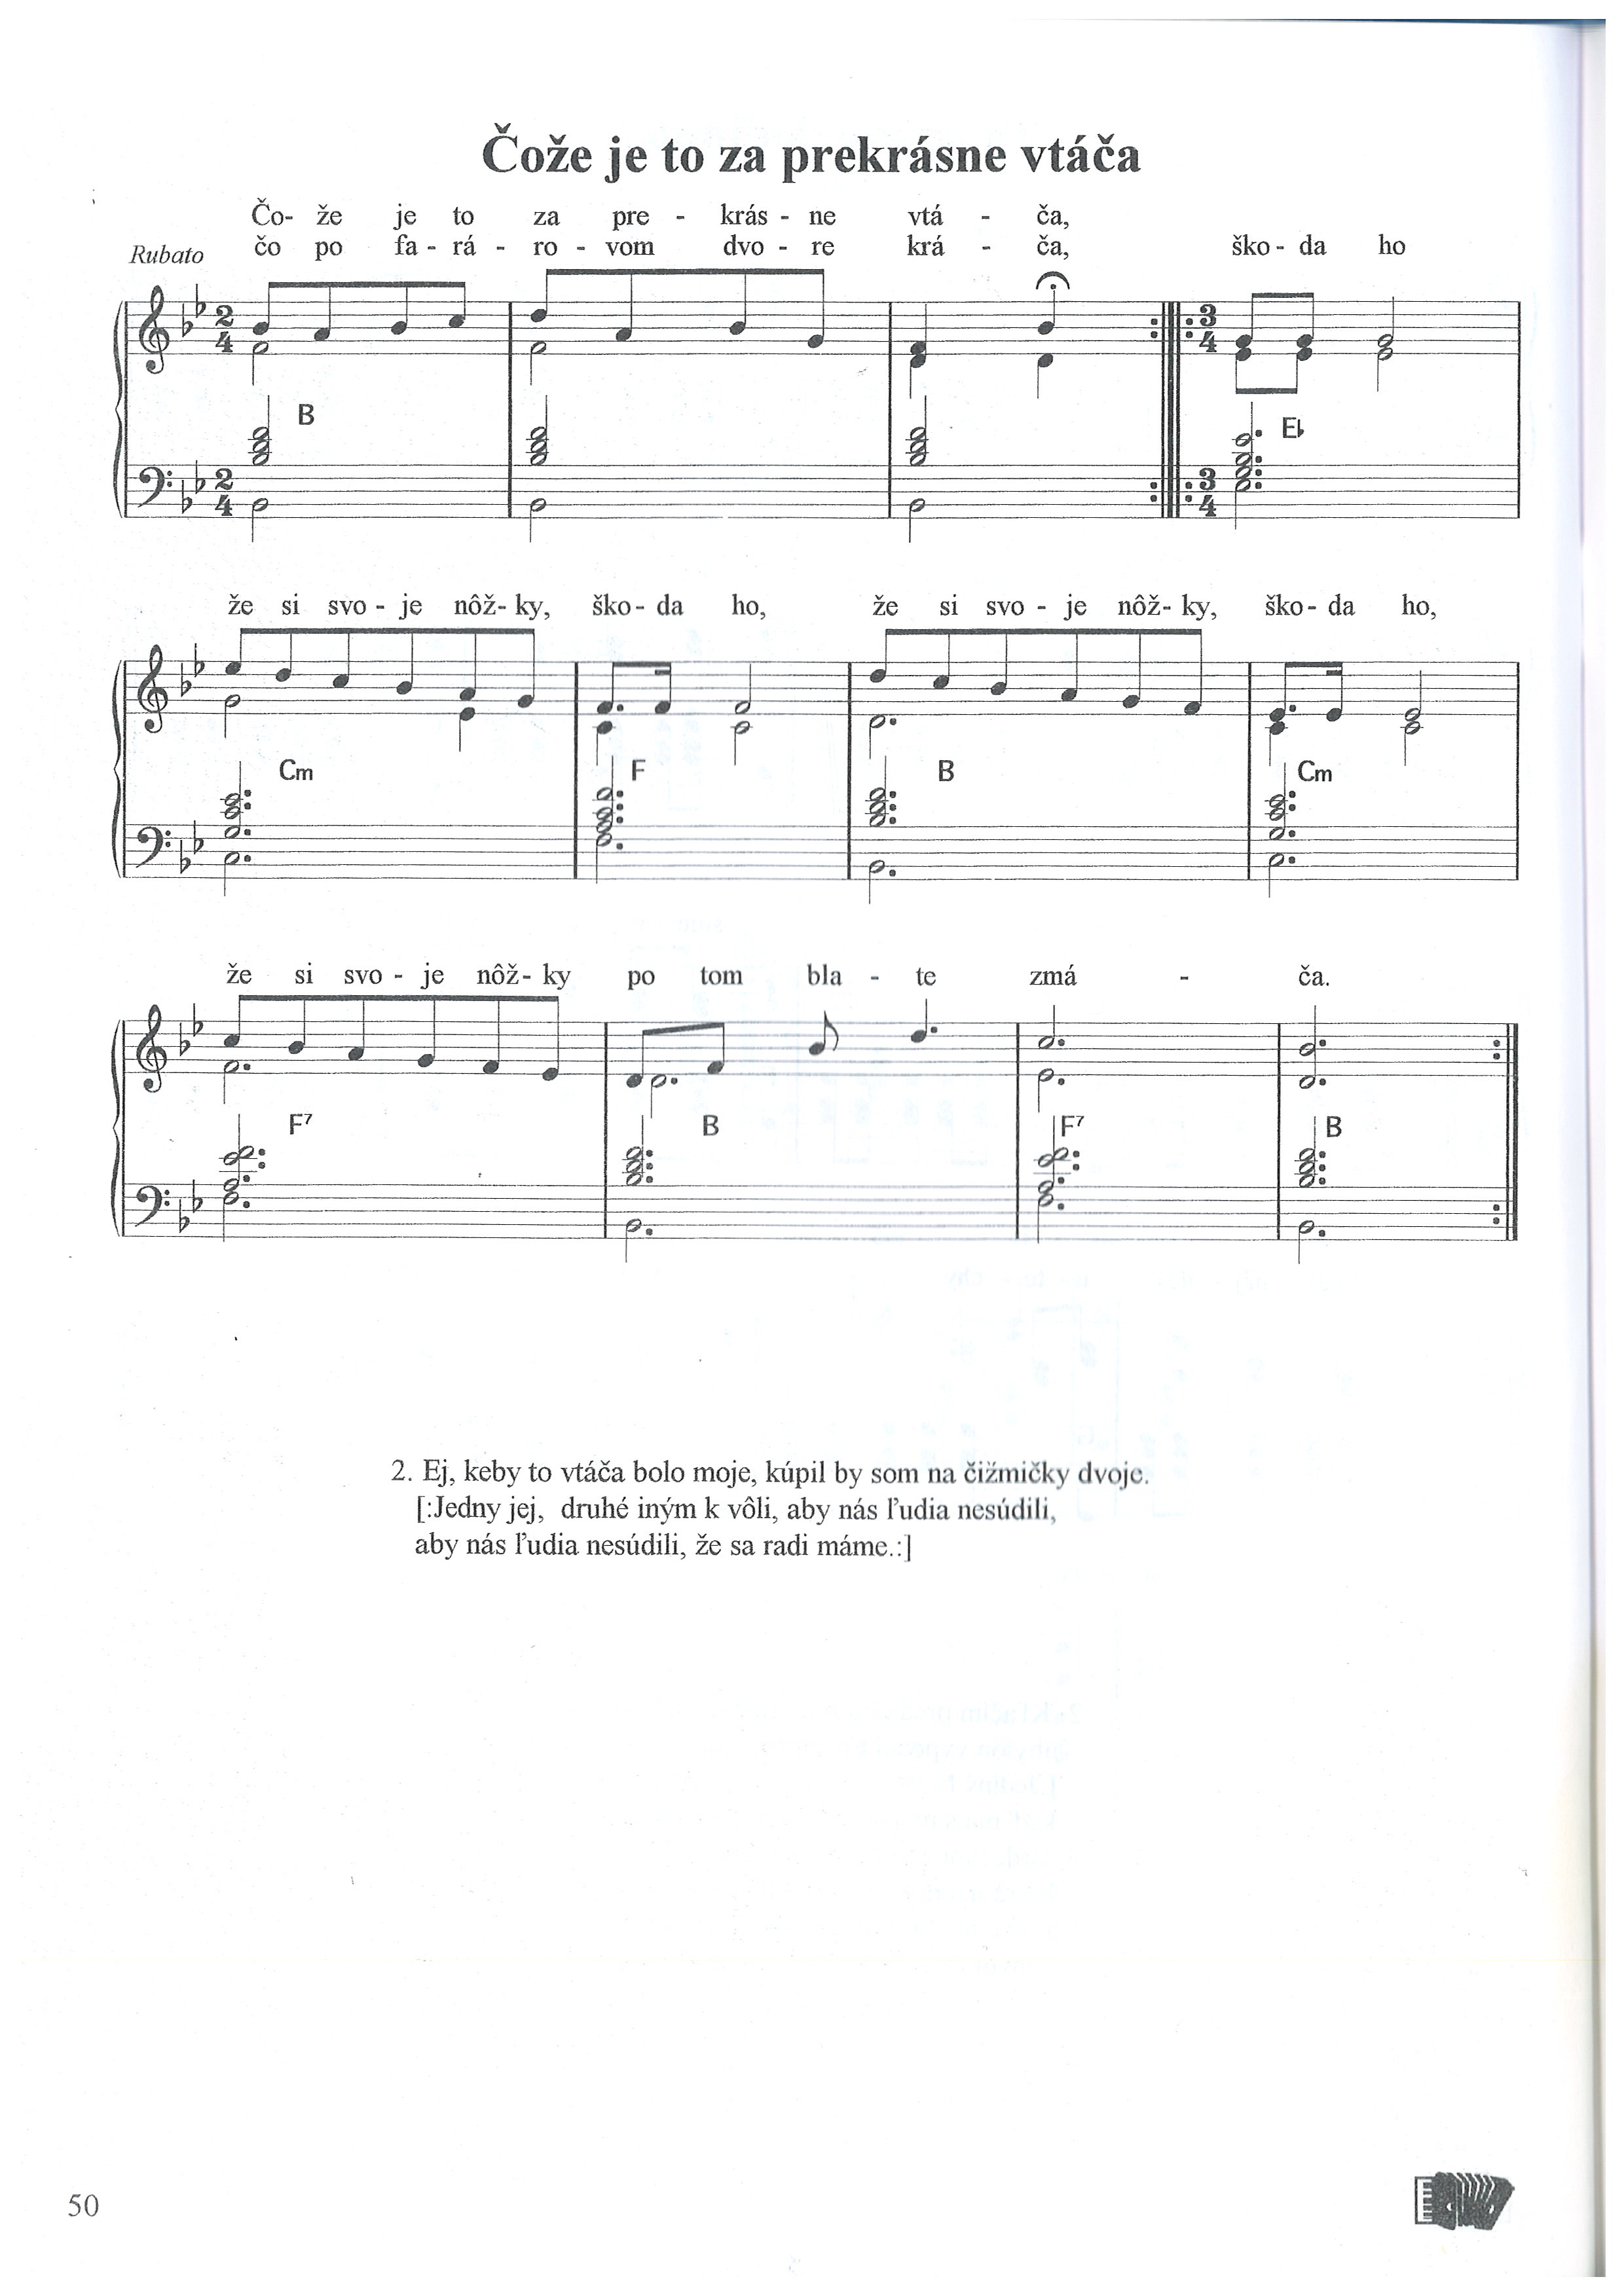 Čože je to za prekrásne vtáča
Čo- že je to za pre - krás - ne vtá - ča,
Rubato čo po fa - rá - ro - vom dvo - re krá - ča, ško - da ho
B E♭
že si svo - je nôž- ky, ško- da ho, že si svo - je nôž- ky, ško- da ho,
Cm F B Cm
že si svo - je nôž- ky po tom bla - te zmá - ča.
F7 B F7 B
2. Ej, keby to vtáča bolo moje, kúpil by som na čižmičky dvoje.
[:Jedny jej, druhé iným k vôli, aby nás ľudia nesúdili,
aby nás ľudia nesúdili, že sa radi máme.:]
50